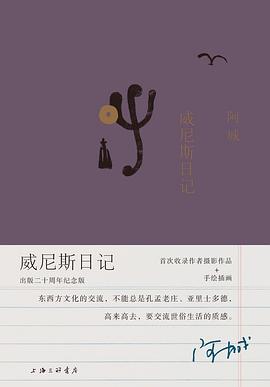 阿城
威尼斯日记
威尼斯日记
出版二十周年纪念版
首次收录作者摄影作品
+
手绘插画
东西方文化的交流，不能总是孔孟老庄、亚里士多德，
高来高去，要交流世俗生活的质感。
阿城
上海三联书店